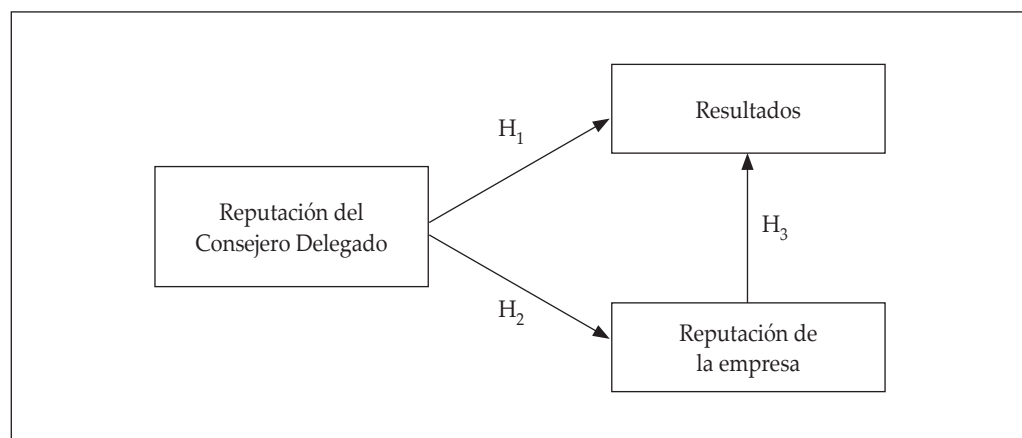 Resultados
H1
Reputación del
Consejero Delegado
H3
H2
Reputación de
la empresa